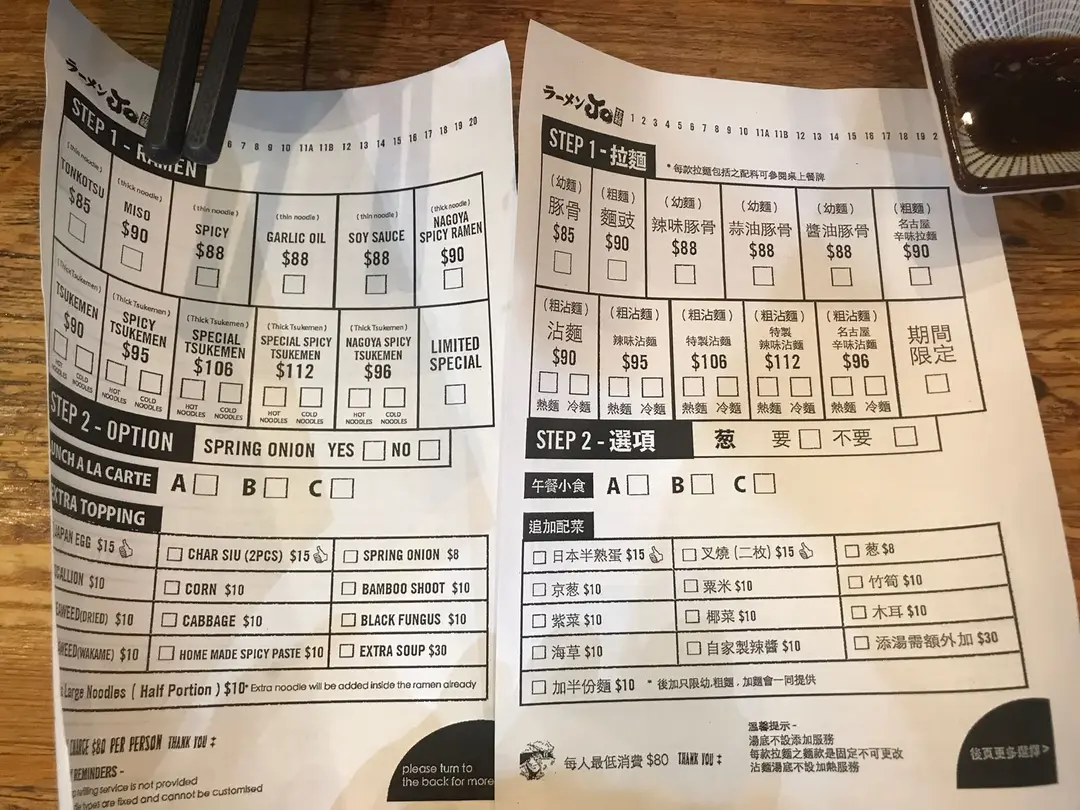 ラーメン Jo
6 7 8 9 10 11A 11B 12 13 14 15 16 17 18 19 20
STEP 1 - RAMEN
(thin noodle)
TONKOTSU
$85
(thick noodle)
MISO
$90
(thin noodle)
SPICY
$88
(thin noodle)
GARLIC OIL
$88
(thin noodle)
SOY SAUCE
$88
(thick noodle)
NAGOYA
SPICY RAMEN
$90
(Thick Tsukemen)
TSUKEMEN
$90
HOT NOODLES COLD NOODLES
(Thick Tsukemen)
SPICY
TSUKEMEN
$95
HOT NOODLES COLD NOODLES
(Thick Tsukemen)
SPECIAL
TSUKEMEN
$106
HOT NOODLES COLD NOODLES
(Thick Tsukemen)
SPECIAL SPICY
TSUKEMEN
$112
HOT NOODLES COLD NOODLES
(Thick Tsukemen)
NAGOYA SPICY
TSUKEMEN
$96
HOT NOODLES COLD NOODLES
LIMITED
SPECIAL
STEP 2 - OPTION
SPRING ONION YES NO
UNCH A LA CARTE A B C
EXTRA TOPPING
JAPAN EGG $15 CHAR SIU (2PCS) $15 SPRING ONION $8
CALLION $10 CORN $10 BAMBOO SHOOT $10
EAWEED(DRIED) $10 CABBAGE $10 BLACK FUNGUS $10
EAWEED(WAKAME) $10 HOME MADE SPICY PASTE $10 EXTRA SOUP $30
Large Noodles ( Half Portion ) $10 * Extra noodle will be added inside the ramen already
CHARGE $80 PER PERSON THANK YOU
REMINDERS -
refilling service is not provided
types are fixed and cannot be customised
please turn to
the back for more
ラーメン Jo
1 2 3 4 5 6 7 8 9 10 11A 11B 12 13 14 15 16 17 18 19 2
STEP 1 - 拉麵
* 每款拉麵包括之配料可參閱桌上餐牌
(幼麵)
豚骨
$85
(粗麵)
麵豉
$90
(幼麵)
辣味豚骨
$88
(幼麵)
蒜油豚骨
$88
(幼麵)
醬油豚骨
$88
(粗麵)
名古屋
辛味拉麵
$90
(粗沾麵)
沾麵
$90
熱麵 冷麵
(粗沾麵)
辣味沾麵
$95
熱麵 冷麵
(粗沾麵)
特製沾麵
$106
熱麵 冷麵
(粗沾麵)
特製
辣味沾麵
$112
熱麵 冷麵
(粗沾麵)
名古屋
辛味沾麵
$96
熱麵 冷麵
期間
限定
STEP 2 - 選項
葱 要 不要
午餐小食 A B C
追加配菜
日本半熟蛋 $15 叉燒 (二枚) $15 葱 $8
京葱 $10 粟米 $10 竹筍 $10
紫菜 $10 椰菜 $10 木耳 $10
海草 $10 自家製辣醬 $10 添湯需額外加 $30
加半份麵 $10 * 後加只限幼,粗麵,加麵會一同提供
每人最低消費 $80 THANK YOU
溫馨提示 -
湯底不設添加服務
每款拉麵之麵款是固定不可更改
沾麵湯底不設加熱服務
後頁更多選擇 >